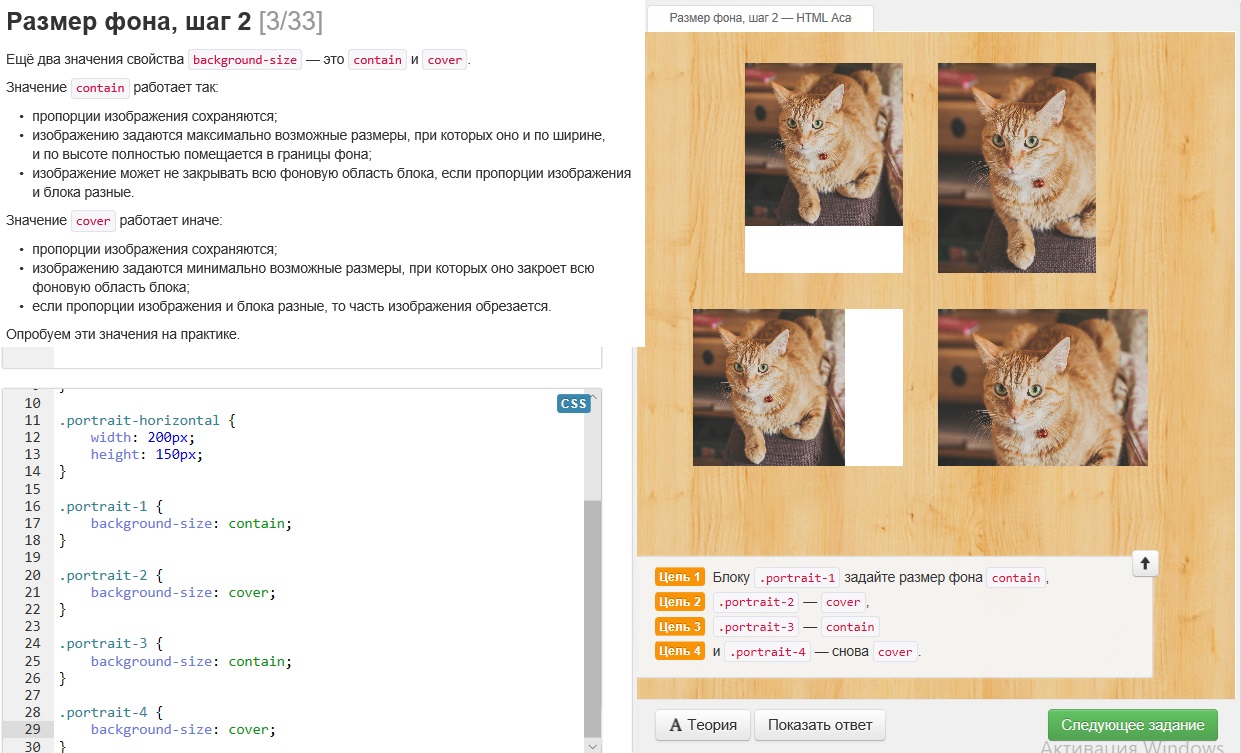 Размер фона, шаг 2 [3/33]
Ещё два значения свойства background-size — это contain и cover.
Значение contain работает так:
• пропорции изображения сохраняются;
• изображению задаются максимально возможные размеры, при которых оно и по ширине,
и по высоте полностью помещается в границы фона;
• изображение может не закрывать всю фоновую область блока, если пропорции изображения
и блока разные.
Значение cover работает иначе:
• пропорции изображения сохраняются;
• изображению задаются минимально возможные размеры, при которых оно закроет всю
фоновую область блока;
• если пропорции изображения и блока разные, то часть изображения обрезается.
Опробуем эти значения на практике.
CSS
10
11 .portrait-horizontal {
12 width: 200px;
13 height: 150px;
14 }
15
16 .portrait-1 {
17 background-size: contain;
18 }
19
20 .portrait-2 {
21 background-size: cover;
22 }
23
24 .portrait-3 {
25 background-size: contain;
26 }
27
28 .portrait-4 {
29 background-size: cover;
30 }
Размер фона, шаг 2 — HTML Aca
Цель 1 Блоку .portrait-1 задайте размер фона contain,
Цель 2 .portrait-2 — cover,
Цель 3 .portrait-3 — contain
Цель 4 и .portrait-4 — снова cover.
A Теория Показать ответ Следующее задание
Активация Windows